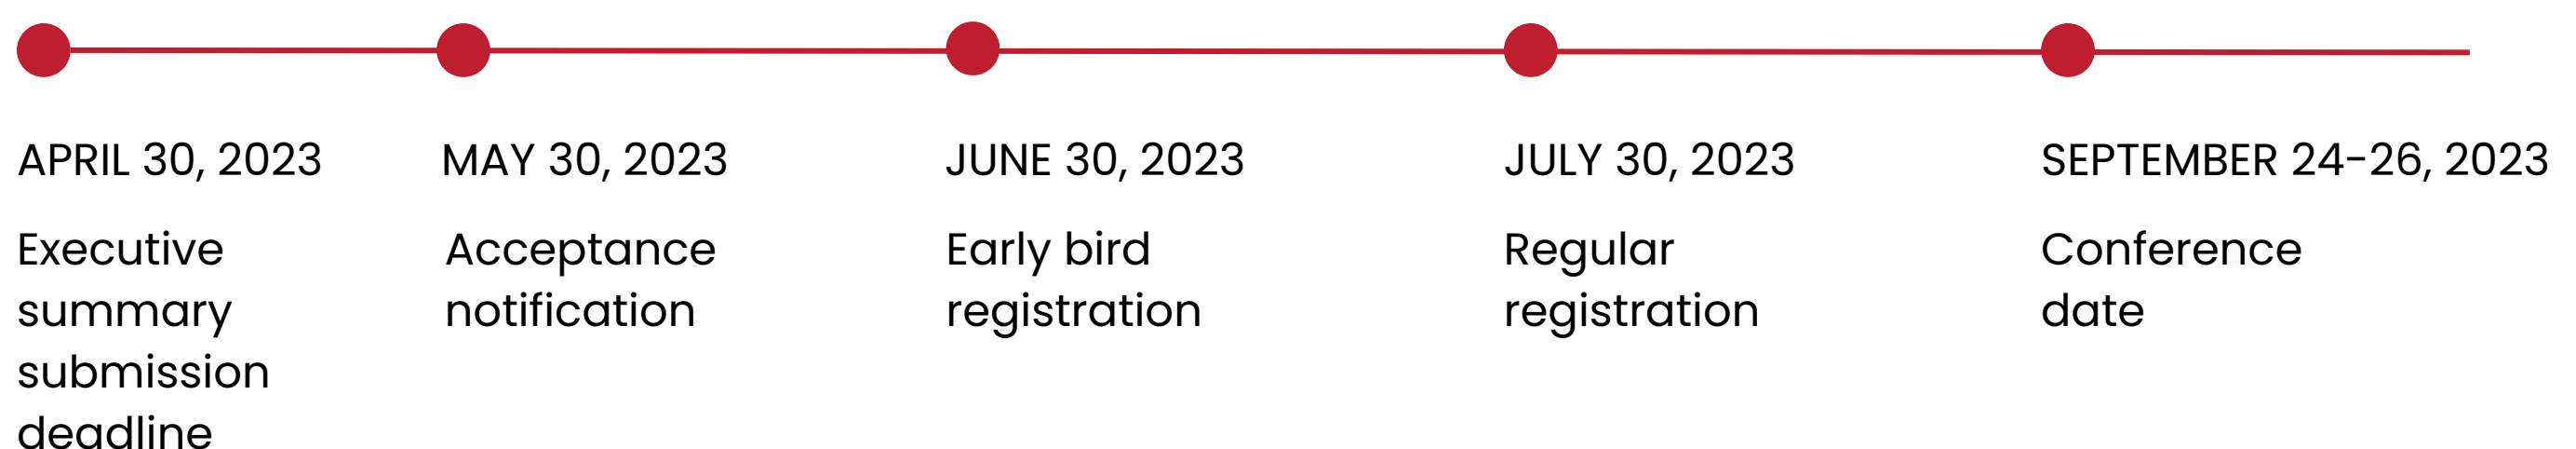 APRIL 30, 2023
Executive
summary
submission
deadline
MAY 30, 2023
Acceptance
notification
JUNE 30, 2023
Early bird
registration
JULY 30, 2023
Regular
registration
SEPTEMBER 24-26, 2023
Conference
date